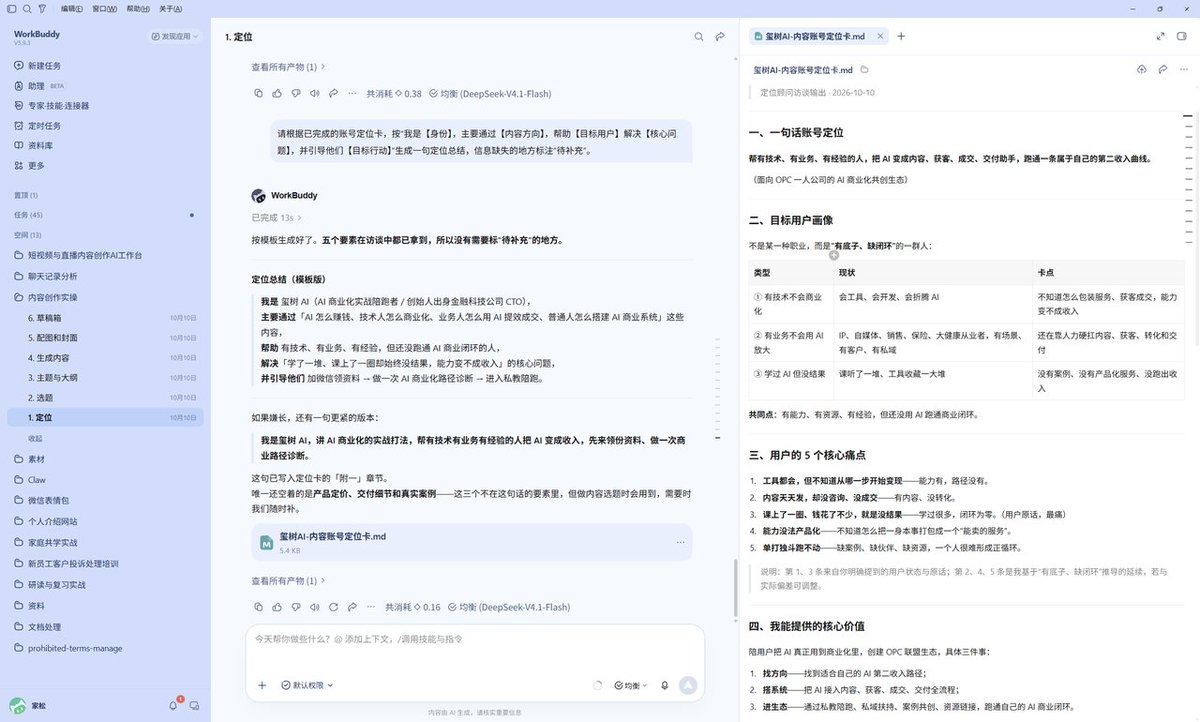 编辑(E) 窗口(W) 帮助(H) 关于(A)
WorkBuddy
V5.9.3
发现应用
新建任务
助理 BETA
专家·技能·连接器
定时任务
资料库
更多
置顶 (1)
任务 (45)
空间 (13)
短视频与直播内容创作AI工作台
聊天记录分析
内容创作实操
6. 草稿箱 10月10日
5. 配图和封面 10月10日
4. 生成内容 10月10日
3. 主题与大纲 10月10日
2. 选题 10月10日
1. 定位 10月10日
收起
素材
Claw
微信表情包
个人介绍网站
家庭共学实战
新员工客户投诉处理培训
研读与复习实战
资料
文档处理
prohibited-terms-manage
家松
1
1. 定位
查看所有产物 (1) >
共消耗 0.38 均衡 (DeepSeek-V4.1-Flash)
请根据已完成的账号定位卡，按“我是【身份】，主要通过【内容方向】，帮助【目标用户】解决【核心问
题】，并引导他们【目标行动】”生成一句定位总结，信息缺失的地方标注“待补充”。
WorkBuddy
已完成 13s >
按模板生成好了。五个要素在访谈中都已拿到，所以没有需要标“待补充”的地方。
定位总结（模板版）
我是 玺树 AI（AI 商业化实战陪跑者 / 创始人出身金融科技公司 CTO），
主要通过「AI 怎么赚钱、技术人怎么商业化、业务人怎么用 AI 提效成交、普通人怎么搭建 AI 商业系统」这些
内容，
帮助 有技术、有业务、有经验，但还没跑通 AI 商业闭环的人，
解决「学了一堆、课上了一圈却始终没结果，能力变不成收入」的核心问题，
并引导他们 加微信领资料 → 做一次 AI 商业化路径诊断 → 进入私教陪跑。
如果嫌长，还有一句更紧的版本：
我是玺树 AI，讲 AI 商业化的实战打法，帮有技术有业务有经验的人把 AI 变成收入，先来领份资料、做一次商
业路径诊断。
这句已写入定位卡的「附一」章节。
唯一还空着的是产品定价、交付细节和真实案例——这三个不在这句话的要素里，但做内容选题时会用到，需要时
我们随时补。
玺树AI-内容账号定位卡.md
5.4 KB
查看所有产物 (1) >
共消耗 0.16 均衡 (DeepSeek-V4.1-Flash)
今天帮你做些什么？@ 添加上下文，/调用技能与指令
默认权限
均衡
内容由 AI 生成，请核实重要信息
玺树AI-内容账号定位卡.md
玺树AI-内容账号定位卡.md
定位顾问访谈输出 · 2026-10-10
一、一句话账号定位
帮有技术、有业务、有经验的人，把 AI 变成内容、获客、成交、交付助手，跑通一条属于自己的第二收入曲线。
（面向 OPC 一人公司的 AI 商业化共创生态）
二、目标用户画像
不是某一种职业，而是“有底子、缺闭环”的一群人：
类型 现状 卡点
① 有技术不会商业化 会工具、会开发、会折腾 AI 不知道怎么包装服务、获客成交，能力变不成收入
② 有业务不会用 AI 放大 IP、自媒体、销售、保险、大健康从业者，有场景、有客户、有私域 还在靠人力硬扛内容、获客、转化和交付
③ 学过 AI 但没结果 课听了一堆、工具收藏一大堆 没有案例、没有产品化服务、没跑出收入
共同点：有能力、有资源、有经验，但还没用 AI 跑通商业闭环。
三、用户的 5 个核心痛点
1. 工具都会，但不知道从哪一步开始变现——能力有，路径没有。
2. 内容天天发，却没咨询、没成交——有内容、没转化。
3. 课上了一圈、钱花了不少，就是没结果——学过很多，闭环为零。（用户原话，最痛）
4. 能力没法产品化——不知道怎么把一身本事打包成一个“能卖的服务”。
5. 单打独斗跑不动——缺案例、缺伙伴、缺资源，一个人很难形成正循环。
说明：第 1、3 条来自你明确提到的用户状态与原话；第 2、4、5 条是我基于“有底子、缺闭环”推导的延续，若与
实际偏差可调整。
四、我能提供的核心价值
陪用户把 AI 真正用到商业化里，创建 OPC 联盟生态，具体三件事：
1. 找方向——找到适合自己的 AI 第二收入路径；
2. 搭系统——把 AI 接入内容、获客、成交、交付全流程；
3. 进生态——通过私教陪跑、私域扶持、案例共创、资源链接，跑通自己的 AI 商业闭环。